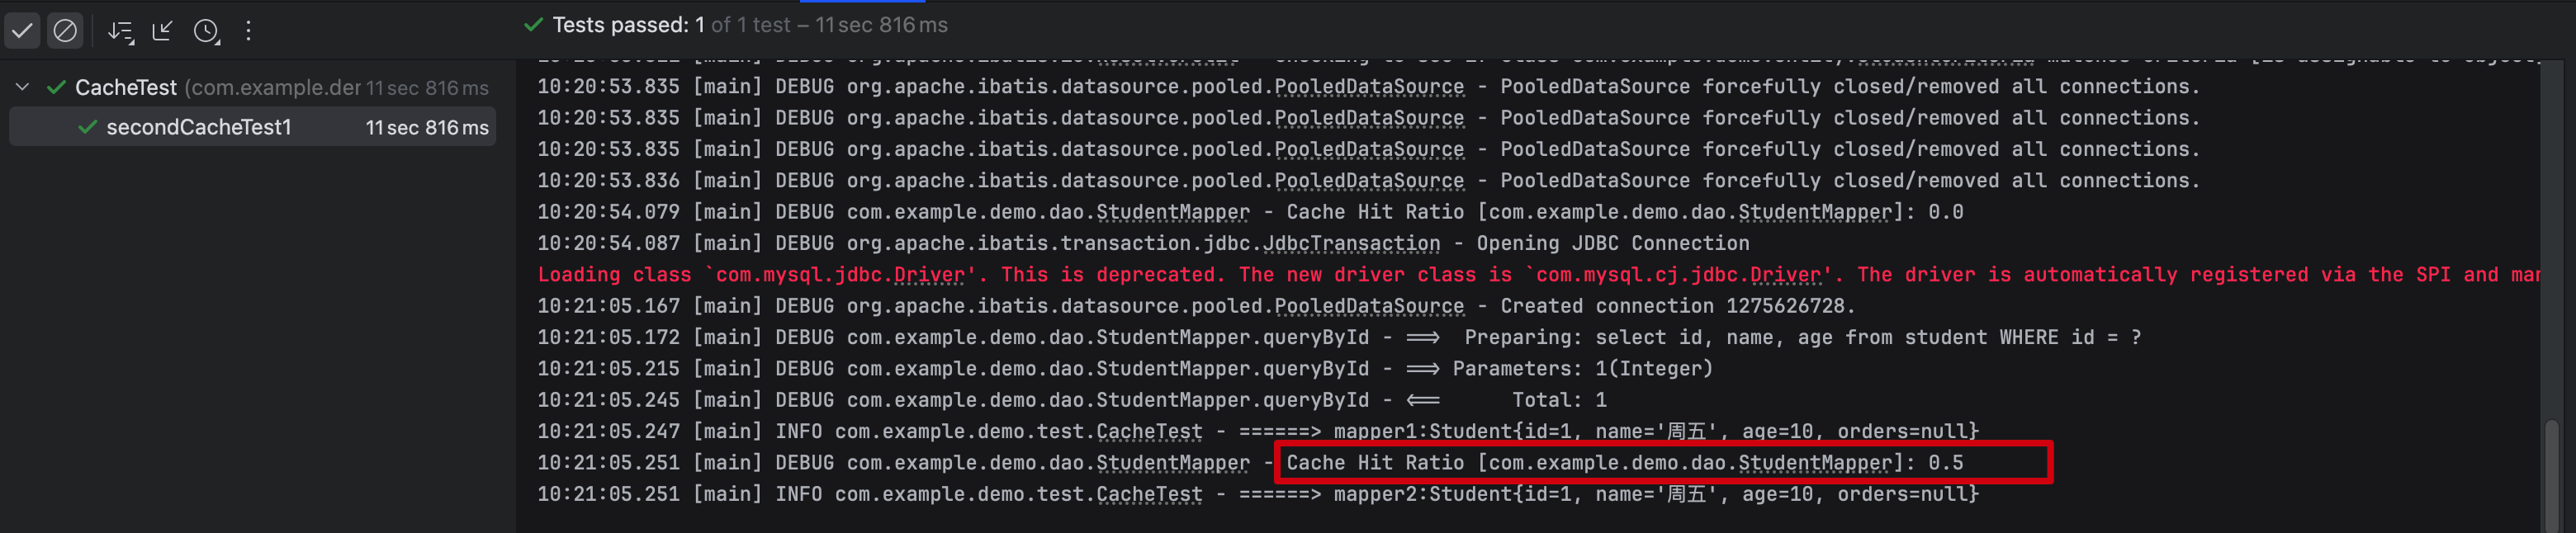 Tests passed: 1 of 1 test – 11 sec 816 ms
CacheTest (com.example.der 11 sec 816 ms
secondCacheTest1 11 sec 816 ms
10:20:53.835 [main] DEBUG org.apache.ibatis.datasource.pooled.PooledDataSource - PooledDataSource forcefully closed/removed all connections.
10:20:53.835 [main] DEBUG org.apache.ibatis.datasource.pooled.PooledDataSource - PooledDataSource forcefully closed/removed all connections.
10:20:53.835 [main] DEBUG org.apache.ibatis.datasource.pooled.PooledDataSource - PooledDataSource forcefully closed/removed all connections.
10:20:53.836 [main] DEBUG org.apache.ibatis.datasource.pooled.PooledDataSource - PooledDataSource forcefully closed/removed all connections.
10:20:54.079 [main] DEBUG com.example.demo.dao.StudentMapper - Cache Hit Ratio [com.example.demo.dao.StudentMapper]: 0.0
10:20:54.087 [main] DEBUG org.apache.ibatis.transaction.jdbc.JdbcTransaction - Opening JDBC Connection
Loading class `com.mysql.jdbc.Driver'. This is deprecated. The new driver class is `com.mysql.cj.jdbc.Driver'. The driver is automatically registered via the SPI and mar
10:21:05.167 [main] DEBUG org.apache.ibatis.datasource.pooled.PooledDataSource - Created connection 1275626728.
10:21:05.172 [main] DEBUG com.example.demo.dao.StudentMapper.queryById - ==>  Preparing: select id, name, age from student WHERE id = ?
10:21:05.215 [main] DEBUG com.example.demo.dao.StudentMapper.queryById - ==> Parameters: 1(Integer)
10:21:05.245 [main] DEBUG com.example.demo.dao.StudentMapper.queryById - <==      Total: 1
10:21:05.247 [main] INFO com.example.demo.test.CacheTest - ======> mapper1:Student{id=1, name='周五', age=10, orders=null}
10:21:05.251 [main] DEBUG com.example.demo.dao.StudentMapper - Cache Hit Ratio [com.example.demo.dao.StudentMapper]: 0.5
10:21:05.251 [main] INFO com.example.demo.test.CacheTest - ======> mapper2:Student{id=1, name='周五', age=10, orders=null}